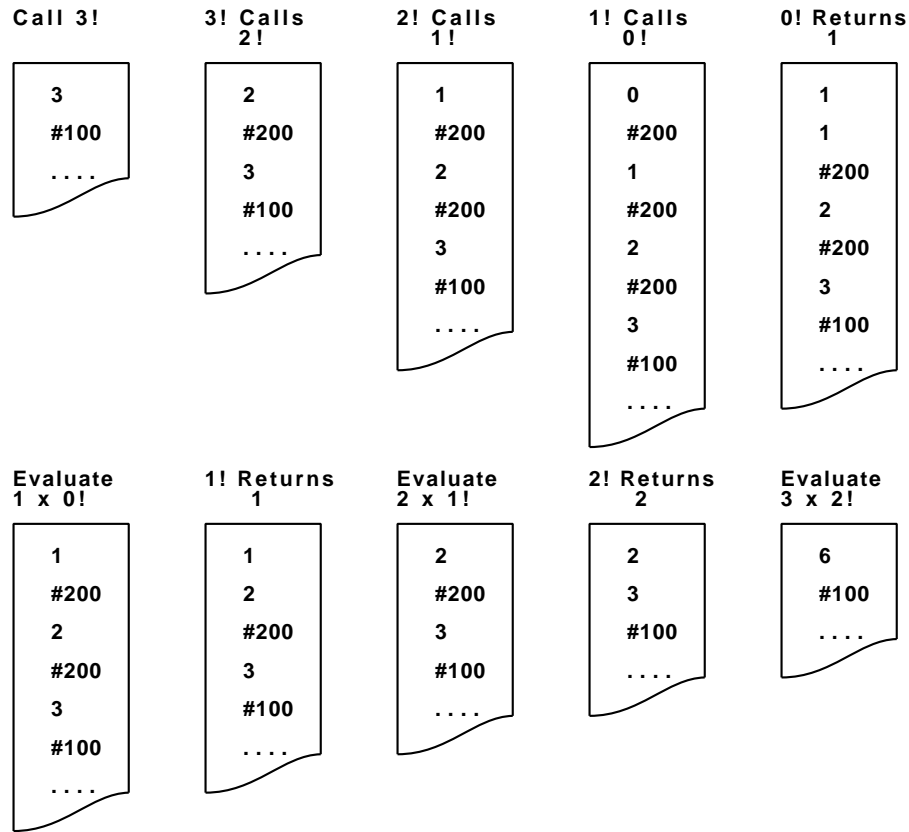 Call 3!
3
#100
. . . .
3! Calls
2!
2
#200
3
#100
. . . .
2! Calls
1!
1
#200
2
#200
3
#100
. . . .
1! Calls
0!
0
#200
1
#200
2
#200
3
#100
. . . .
0! Returns
1
1
1
#200
2
#200
3
#100
. . . .
Evaluate
1 x 0!
1
#200
2
#200
3
#100
. . . .
1! Returns
1
1
2
#200
3
#100
. . . .
Evaluate
2 x 1!
2
#200
3
#100
. . . .
2! Returns
2
2
3
#100
. . . .
Evaluate
3 x 2!
6
#100
. . . .